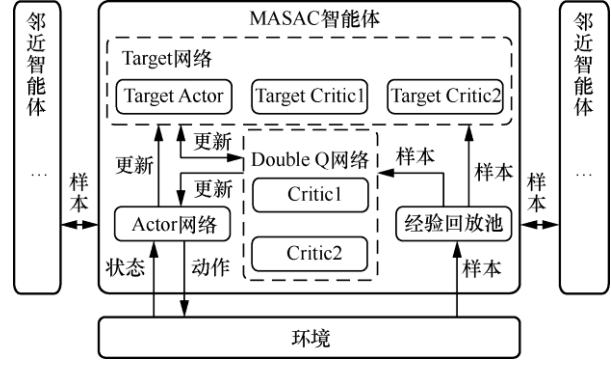 MASAC智能体
邻近智能体
…
样本
Target网络
Target Actor
Target Critic1
Target Critic2
更新
更新
更新
Double Q网络
Critic1
Critic2
样本
样本
Actor网络
经验回放池
状态
动作
样本
环境
样本
邻近智能体
…